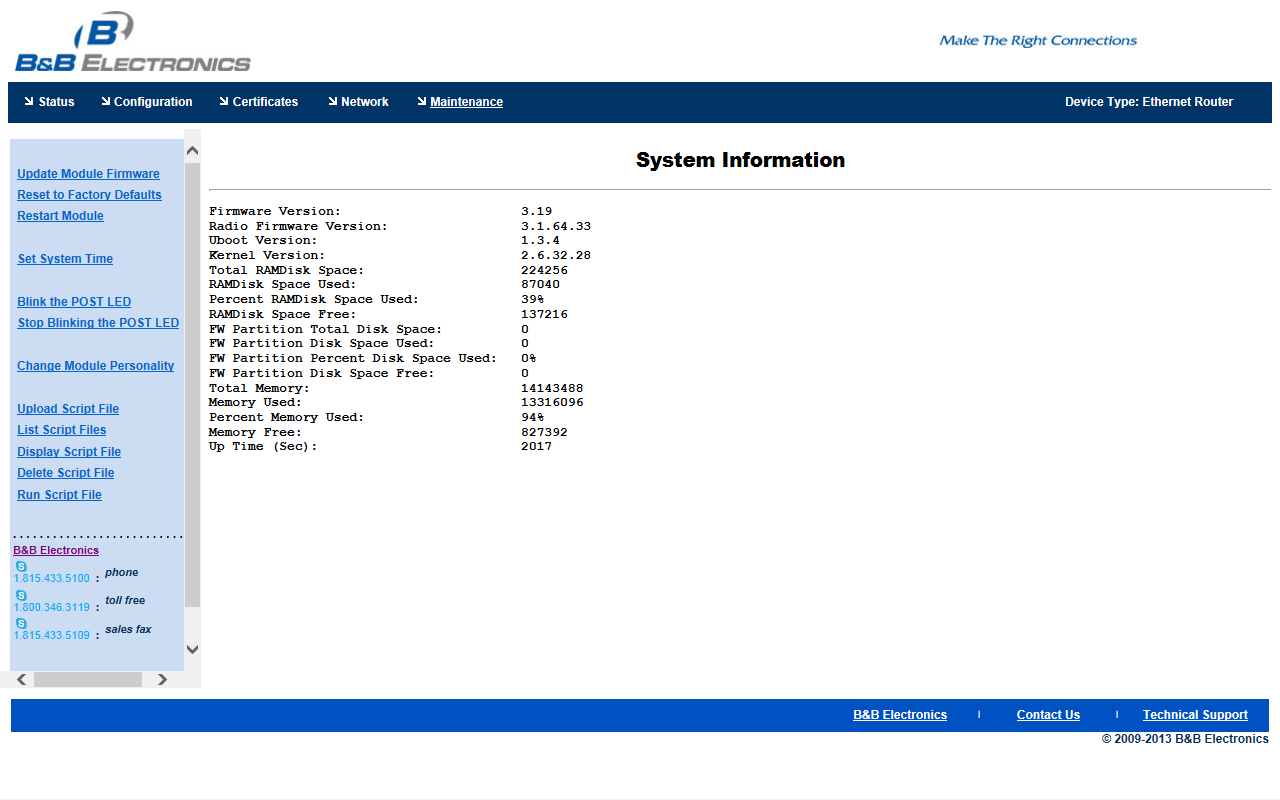 B
B&B ELECTRONICS
Make The Right Connections
Status Configuration Certificates Network Maintenance Device Type: Ethernet Router
Update Module Firmware
Reset to Factory Defaults
Restart Module
Set System Time
Blink the POST LED
Stop Blinking the POST LED
Change Module Personality
Upload Script File
List Script Files
Display Script File
Delete Script File
Run Script File
B&B Electronics
1.815.433.5100 : phone
1.800.346.3119 : toll free
1.815.433.5109 : sales fax
System Information
Firmware Version: 3.19
Radio Firmware Version: 3.1.64.33
Uboot Version: 1.3.4
Kernel Version: 2.6.32.28
Total RAMDisk Space: 224256
RAMDisk Space Used: 87040
Percent RAMDisk Space Used: 39%
RAMDisk Space Free: 137216
FW Partition Total Disk Space: 0
FW Partition Disk Space Used: 0
FW Partition Percent Disk Space Used: 0%
FW Partition Disk Space Free: 0
Total Memory: 14143488
Memory Used: 13316096
Percent Memory Used: 94%
Memory Free: 827392
Up Time (Sec): 2017
B&B Electronics | Contact Us | Technical Support
© 2009-2013 B&B Electronics